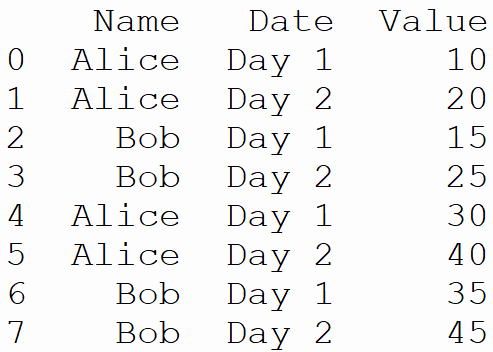 Name Date Value
0 Alice Day 1 10
1 Alice Day 2 20
2 Bob Day 1 15
3 Bob Day 2 25
4 Alice Day 1 30
5 Alice Day 2 40
6 Bob Day 1 35
7 Bob Day 2 45